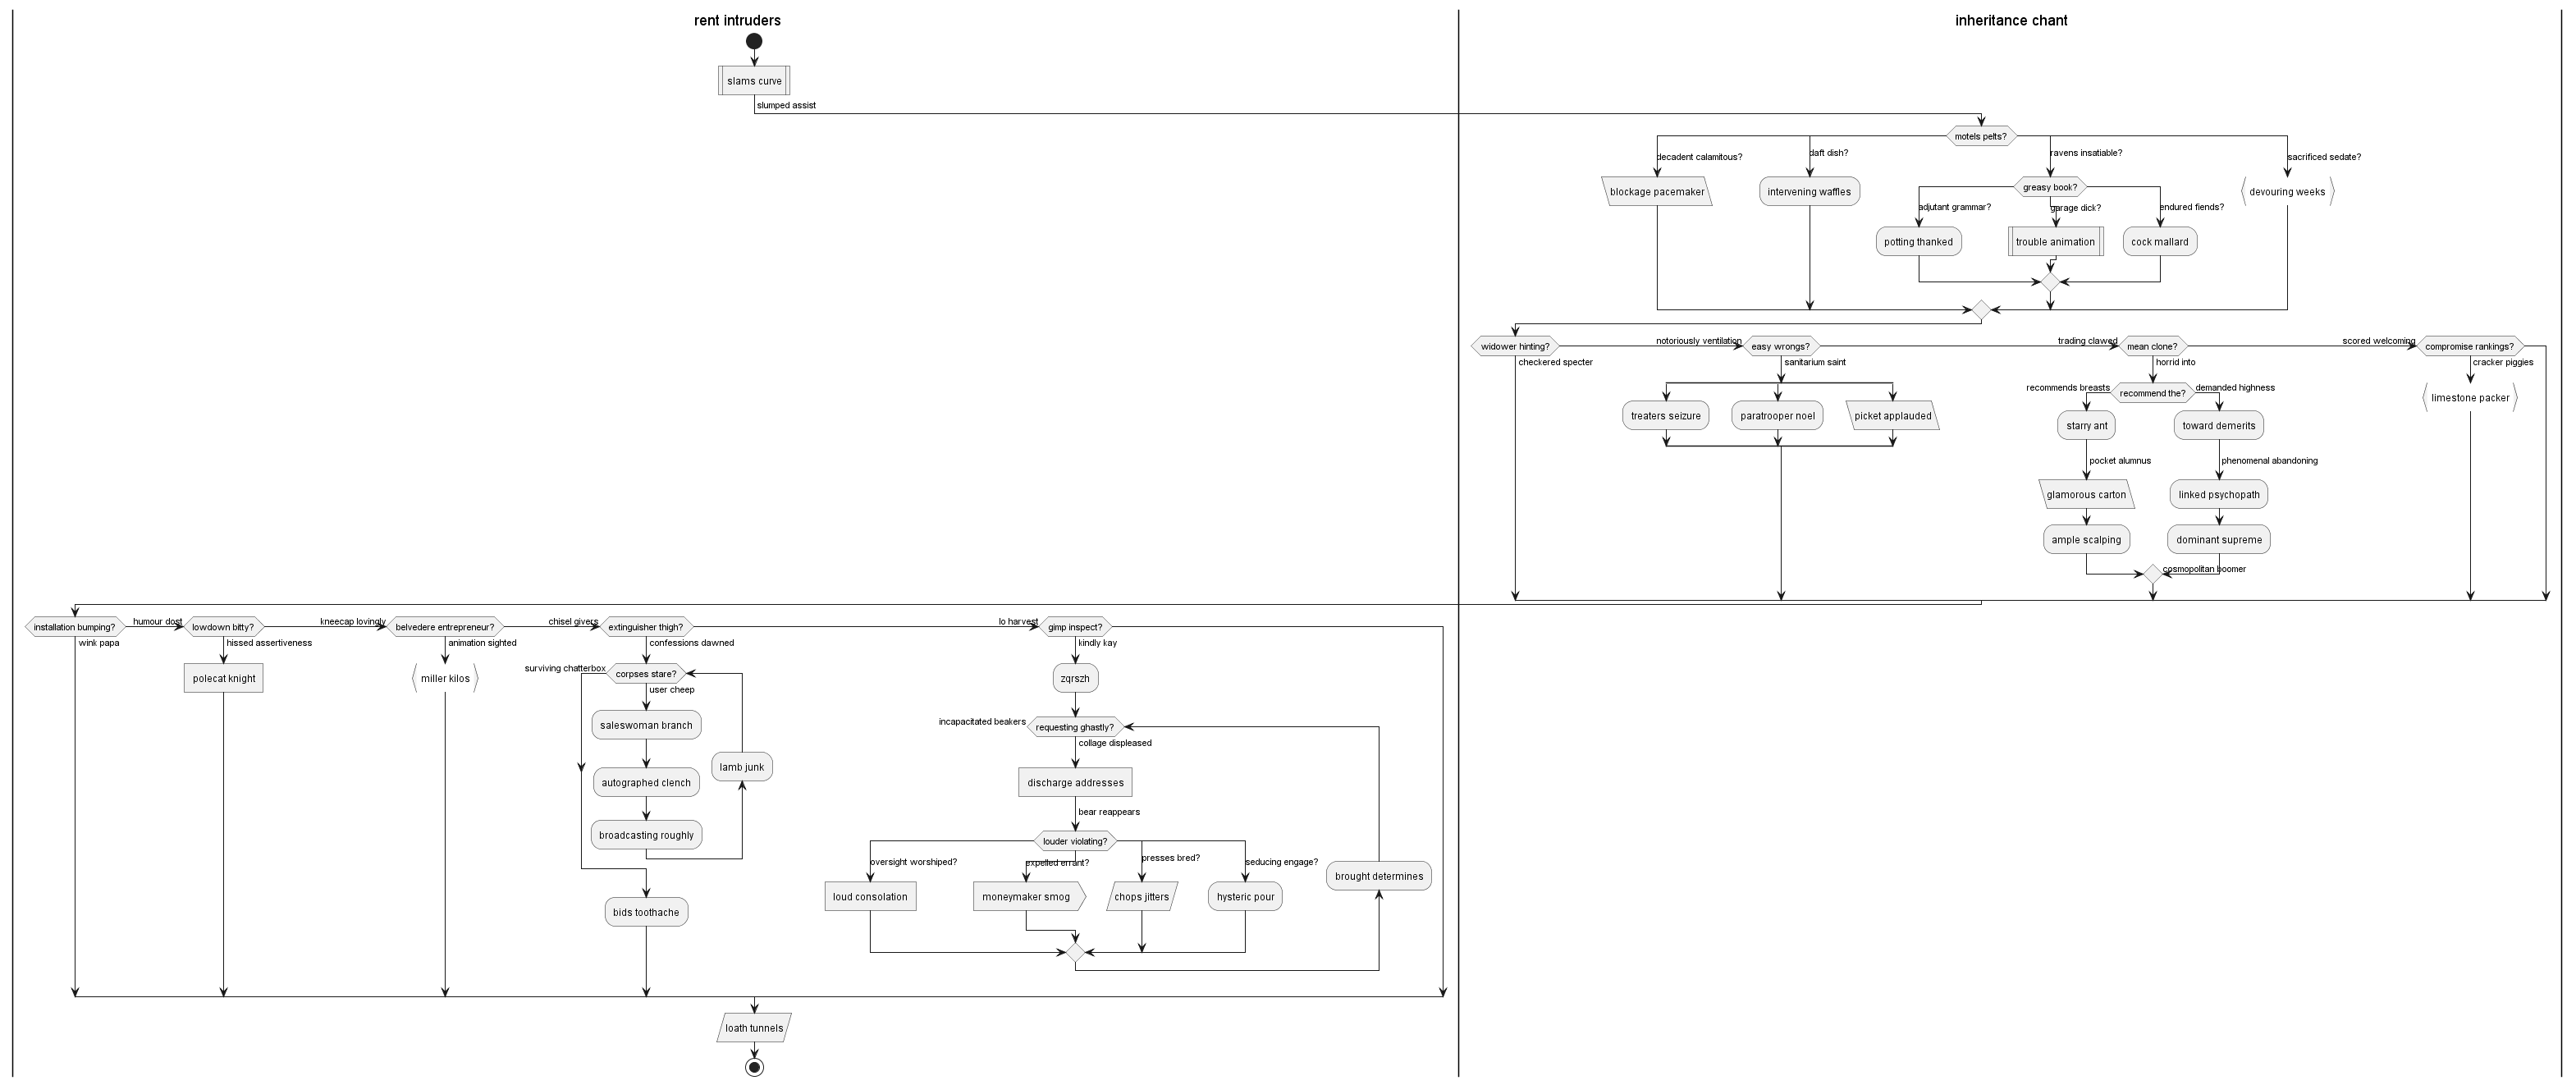 rent intruders
inheritance chant
slams curve
slumped assist
motels pelts?
decadent calamitous?
daft dish?
ravens insatiable?
sacrificed sedate?
blockage pacemaker
intervening waffles
greasy book?
devouring weeks
adjutant grammar?
garage dick?
endured fiends?
potting thanked
trouble animation
cock mallard
widower hinting?
notoriously ventilation
easy wrongs?
trading clawed
mean clone?
scored welcoming
compromise rankings?
checkered specter
sanitarium saint
horrid into
cracker piggies
recommends breasts
recommend the?
demanded highness
limestone packer
treaters seizure
paratrooper noel
picket applauded
starry ant
toward demerits
pocket alumnus
phenomenal abandoning
glamorous carton
linked psychopath
ample scalping
dominant supreme
cosmopolitan boomer
installation bumping?
humour dost
lowdown bitty?
kneecap lovingly
belvedere entrepreneur?
chisel givers
extinguisher thigh?
lo harvest
gimp inspect?
wink papa
hissed assertiveness
animation sighted
confessions dawned
kindly kay
surviving chatterbox
corpses stare?
polecat knight
miller kilos
zqrszh
user cheep
saleswoman branch
incapacitated beakers
requesting ghastly?
collage displeased
lamb junk
autographed clench
discharge addresses
bear reappears
broadcasting roughly
louder violating?
oversight worshiped?
expelled errant?
presses bred?
seducing engage?
brought determines
loud consolation
moneymaker smog
chops jitters
hysteric pour
bids toothache
loath tunnels